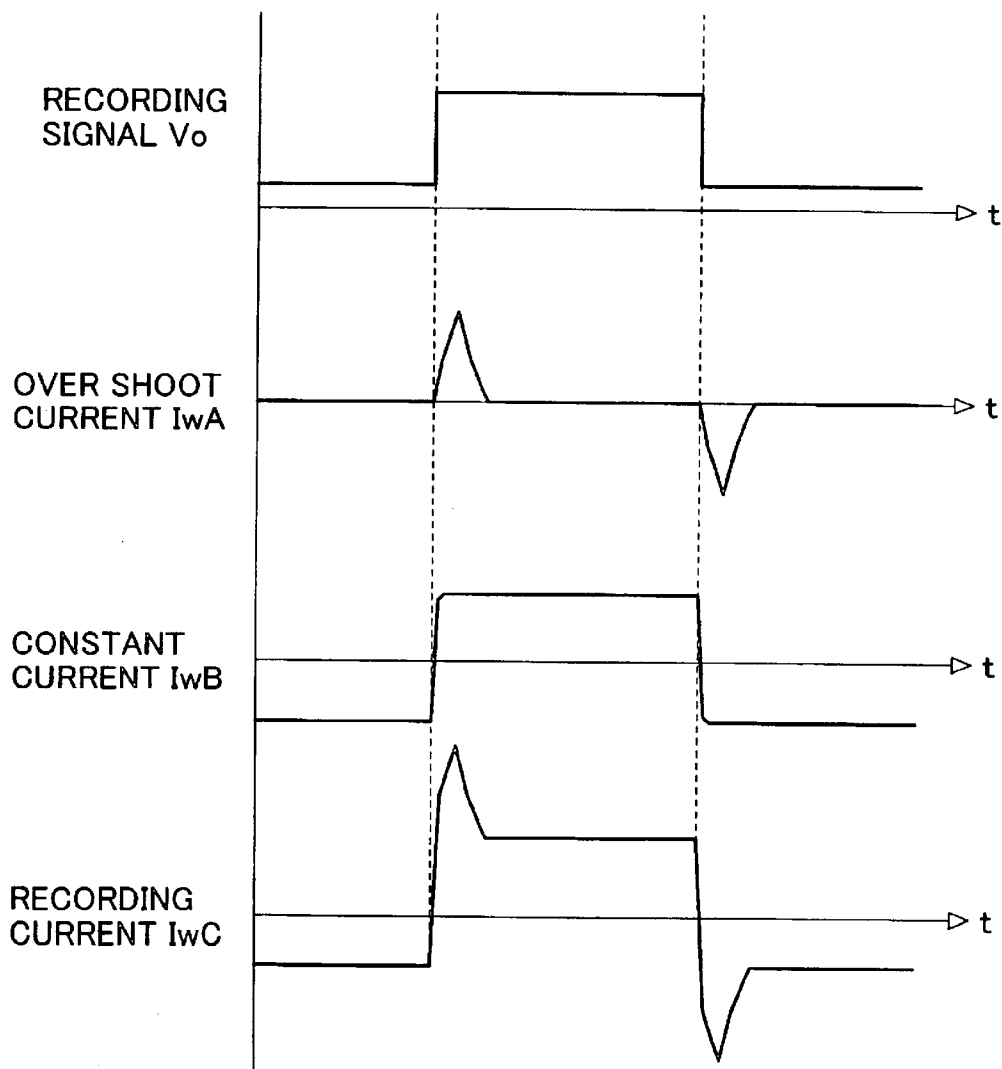 RECORDING
SIGNAL Vo
t
OVER SHOOT
CURRENT IwA
t
CONSTANT
CURRENT IwB
t
RECORDING
CURRENT IwC
t